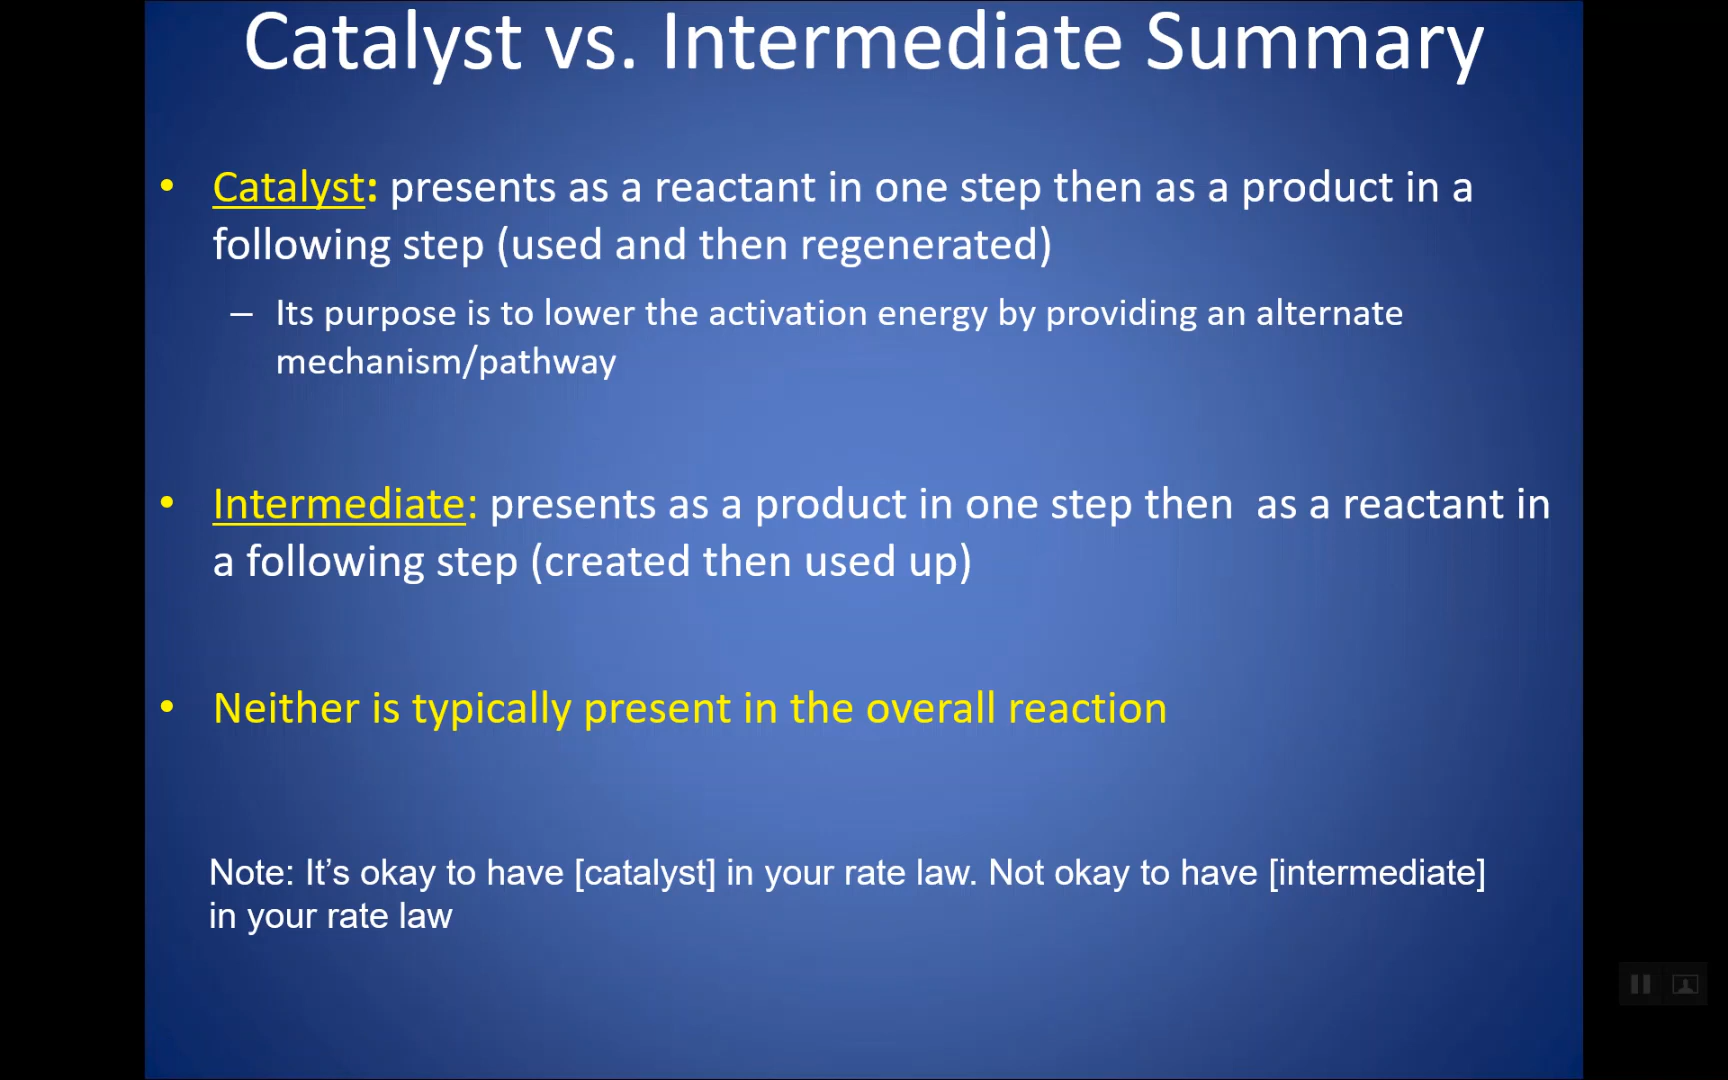 Catalyst vs. Intermediate Summary
• Catalyst: presents as a reactant in one step then as a product in a
following step (used and then regenerated)
– Its purpose is to lower the activation energy by providing an alternate
mechanism/pathway
• Intermediate: presents as a product in one step then  as a reactant in
a following step (created then used up)
• Neither is typically present in the overall reaction
Note: It’s okay to have [catalyst] in your rate law. Not okay to have [intermediate]
in your rate law